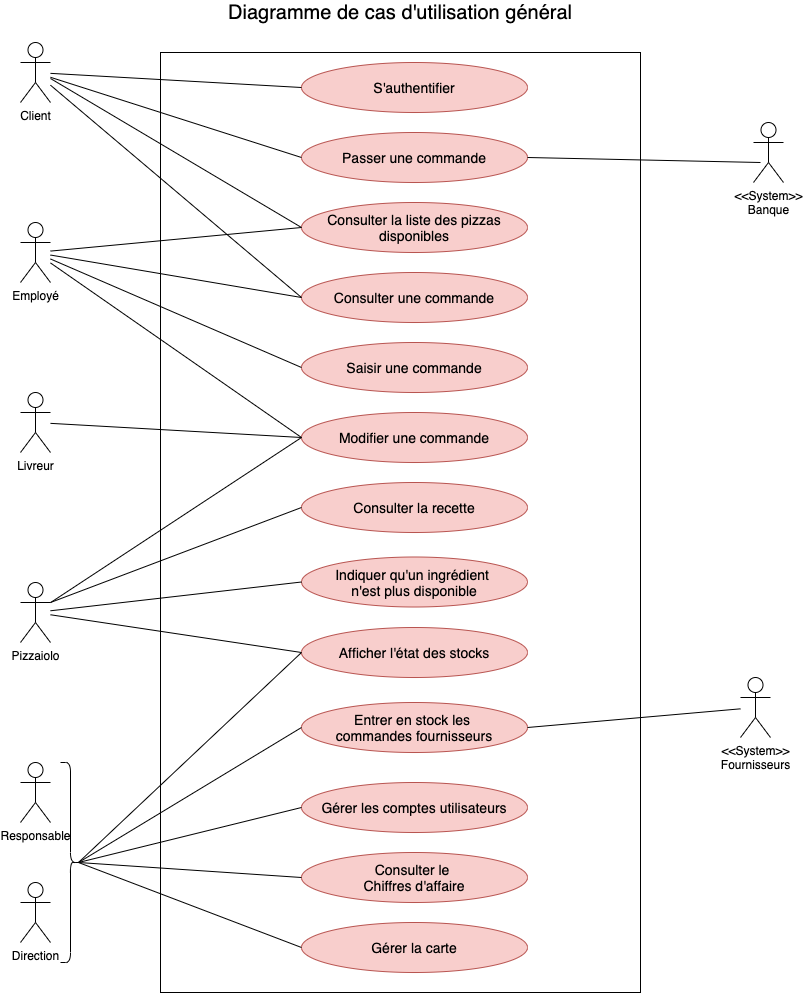 Diagramme de cas d'utilisation général
Client
S'authentifier
Passer une commande
<<System>>
Banque
Consulter la liste des pizzas
disponibles
Employé
Consulter une commande
Saisir une commande
Livreur
Modifier une commande
Consulter la recette
Indiquer qu'un ingrédient
n'est plus disponible
Pizzaiolo
Afficher l'état des stocks
Entrer en stock les
commandes fournisseurs
<<System>>
Fournisseurs
Responsable
Gérer les comptes utilisateurs
Consulter le
Chiffres d'affaire
Direction
Gérer la carte